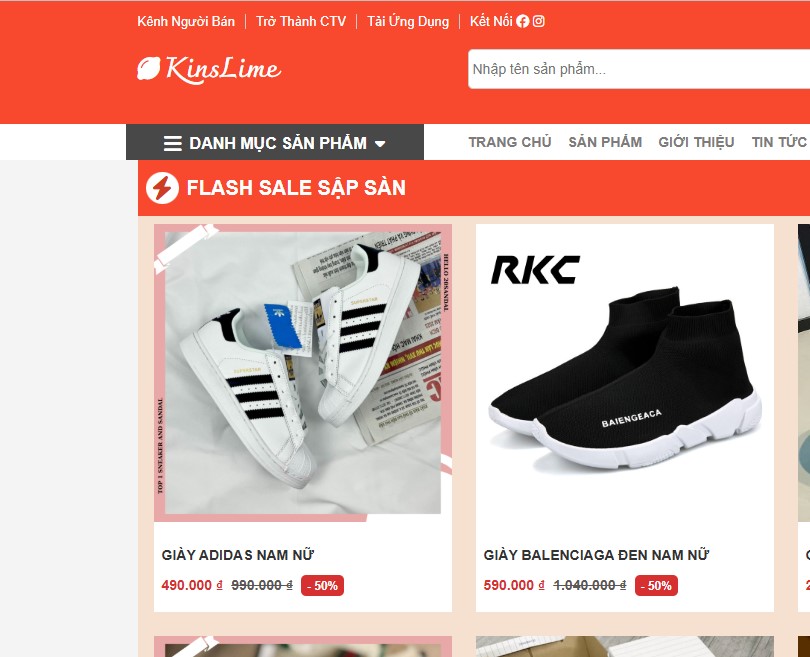 Kênh Người Bán | Trở Thành CTV | Tải Ứng Dụng | Kết Nối
KinsLime
Nhập tên sản phẩm...
DANH MỤC SẢN PHẨM
TRANG CHỦ SẢN PHẨM GIỚI THIỆU TIN TỨC
FLASH SALE SẬP SÀN
HELLO 20SANDAL
TOP 1 SNEAKER AND SANDAL
RKC
BAIENGEACA
GIÀY ADIDAS NAM NỮ
490.000 ₫ 990.000 ₫ - 50%
GIÀY BALENCIAGA ĐEN NAM NỮ
590.000 ₫ 1.040.000 ₫ - 50%